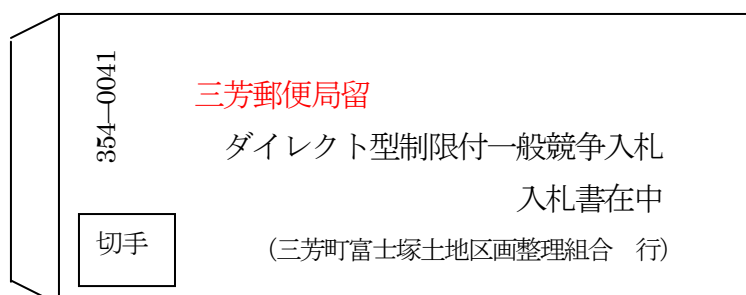 354―0041
三芳郵便局留
ダイレクト型制限付一般競争入札
入札書在中
切手
（三芳町富士塚土地区画整理組合　行）